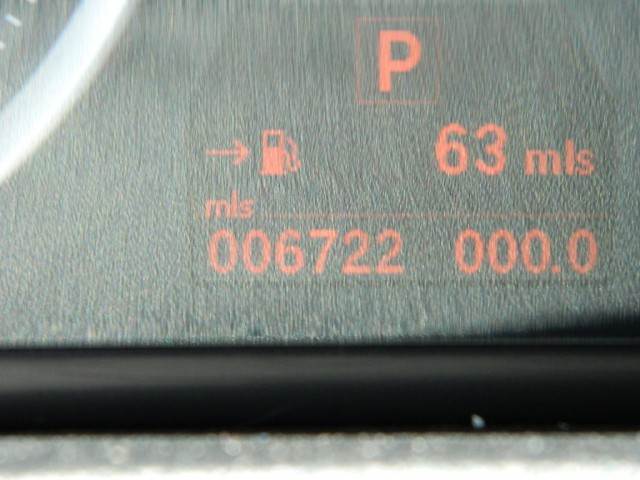 P
→ 63 mls
mls
006722 000.0